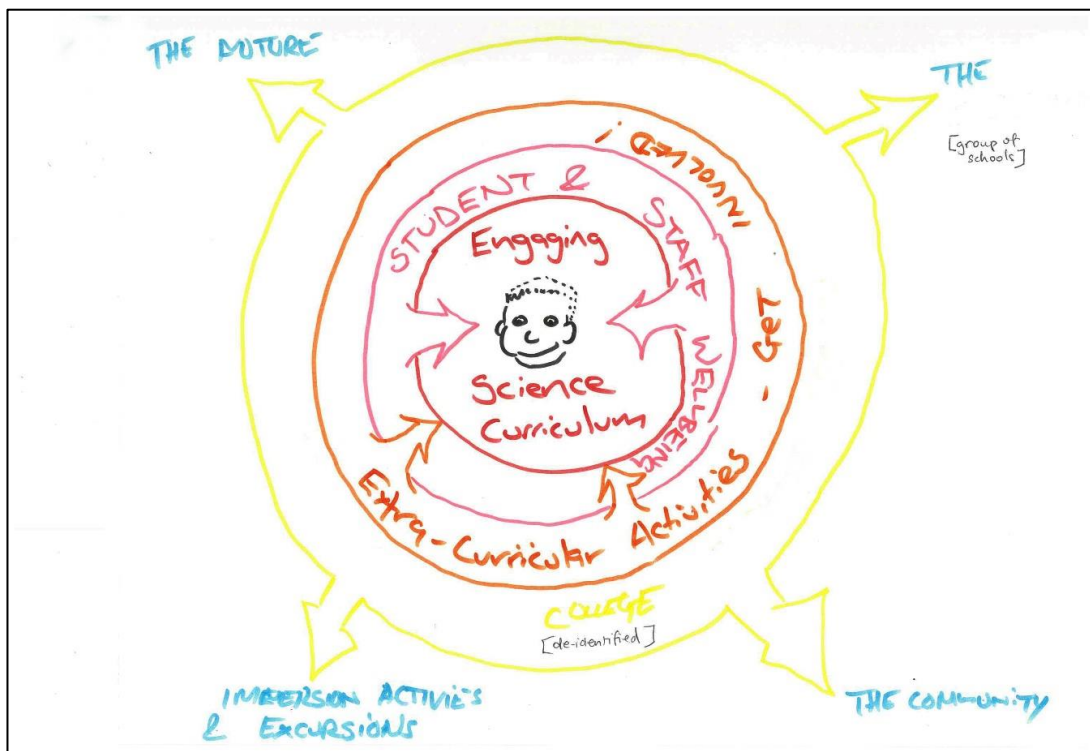 THE FUTURE
THE
[group of
schools]
STUDENT & STAFF WELLBEING
Engaging
Science
Curriculum
Extra-Curricular Activities - GeT INVOLVED!
COLLEGE
[de-identified]
IMMERSION ACTIVIES
& EXCURSIONS
THE COMMUNITY